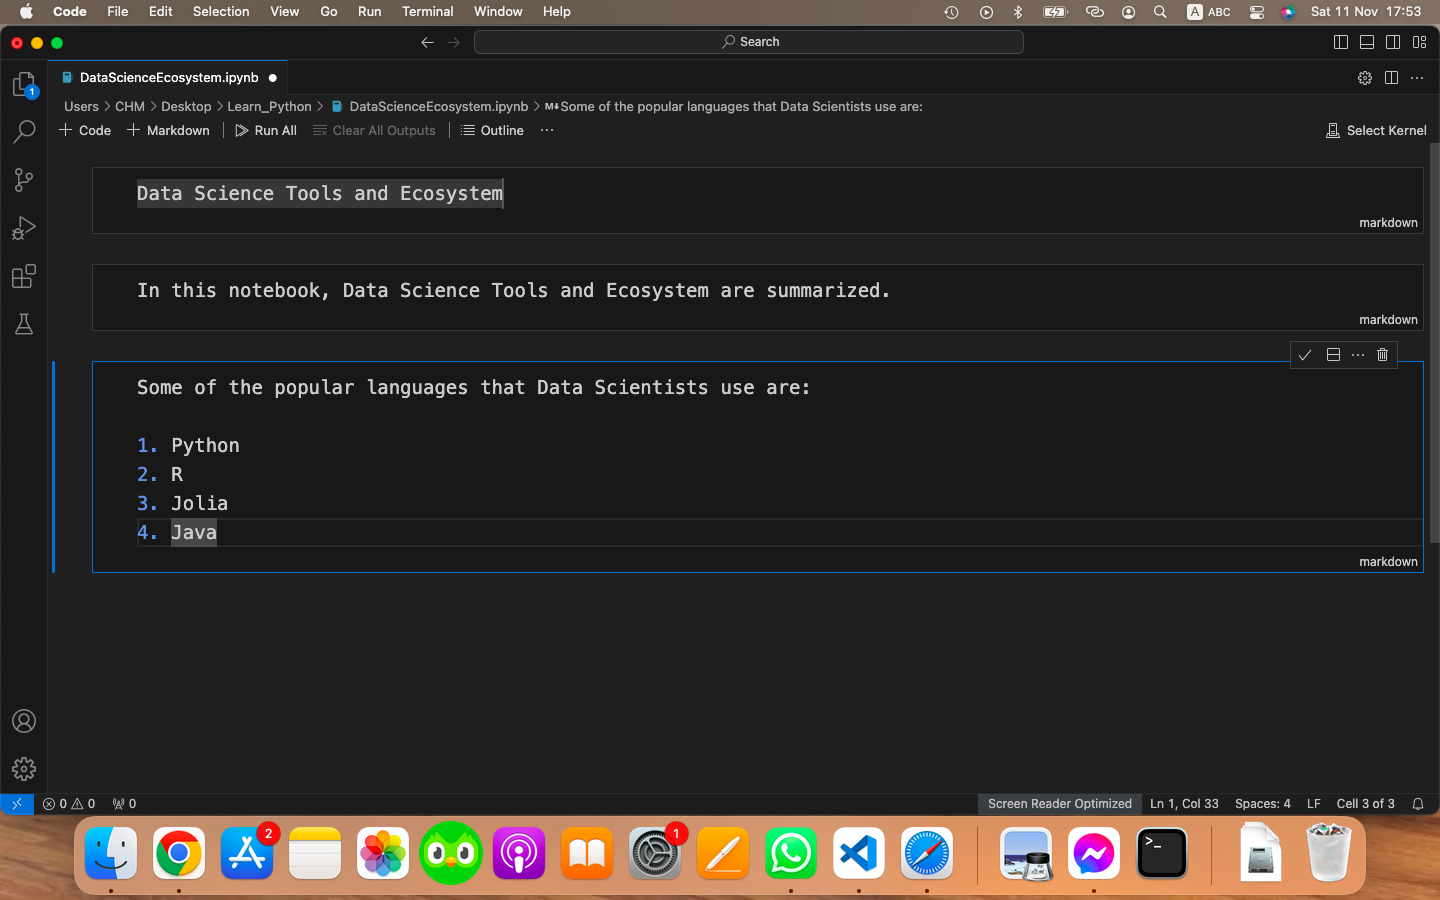 Code File Edit Selection View Go Run Terminal Window Help A ABC Sat 11 Nov 17:53
Search
DataScienceEcosystem.ipynb
1
Users > CHM > Desktop > Learn_Python > DataScienceEcosystem.ipynb > M Some of the popular languages that Data Scientists use are:
+ Code + Markdown Run All Clear All Outputs Outline ... Select Kernel
Data Science Tools and Ecosystem
markdown
In this notebook, Data Science Tools and Ecosystem are summarized.
markdown
Some of the popular languages that Data Scientists use are:
1. Python
2. R
3. Jolia
4. Java
markdown
0 0 0 Screen Reader Optimized Ln 1, Col 33 Spaces: 4 LF Cell 3 of 3
2 1
>_